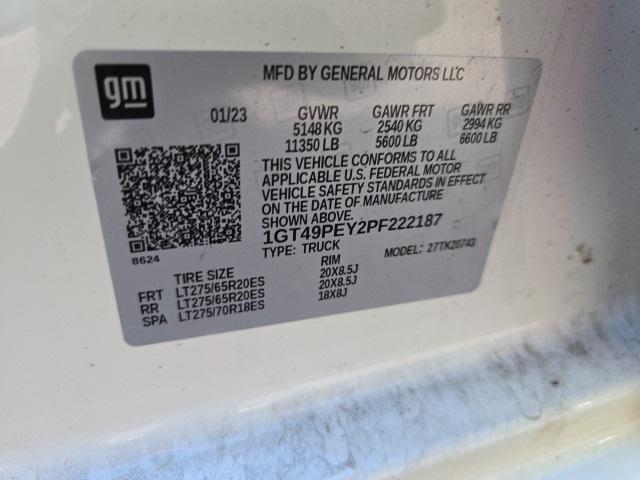 gm
MFD BY GENERAL MOTORS LLC
01/23 GVWR GAWR FRT GAWR RR
5148 KG 2540 KG 2994 KG
11350 LB 5600 LB 6600 LB
THIS VEHICLE CONFORMS TO ALL
APPLICABLE U.S. FEDERAL MOTOR
VEHICLE SAFETY STANDARDS IN EFFECT
ON THE DATE OF MANUFACTURE
SHOWN ABOVE.
1GT49PEY2PF222187
8624
TYPE: TRUCK MODEL: 27TK20743
TIRE SIZE RIM
FRT LT275/65R20ES 20X8.5J
RR LT275/65R20ES 20X8.5J
SPA LT275/70R18ES 18X8J